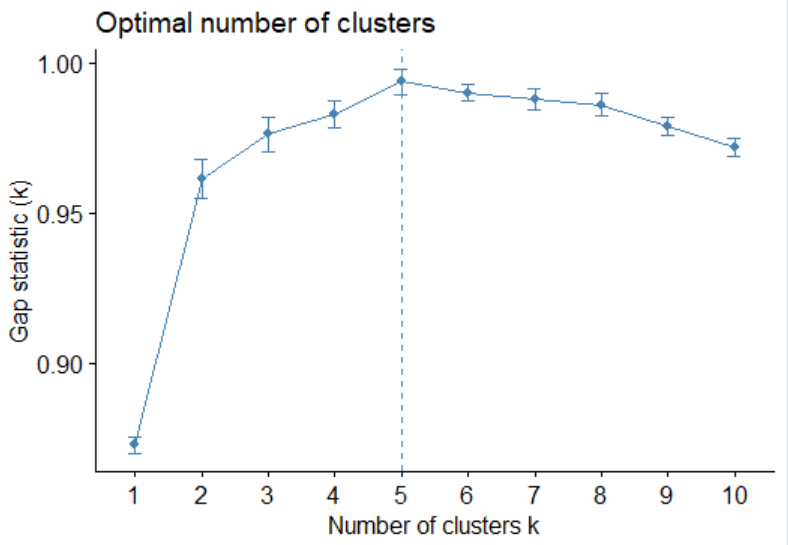 Optimal number of clusters
1.00
0.95
0.90
Gap statistic (k)
1 2 3 4 5 6 7 8 9 10
Number of clusters k